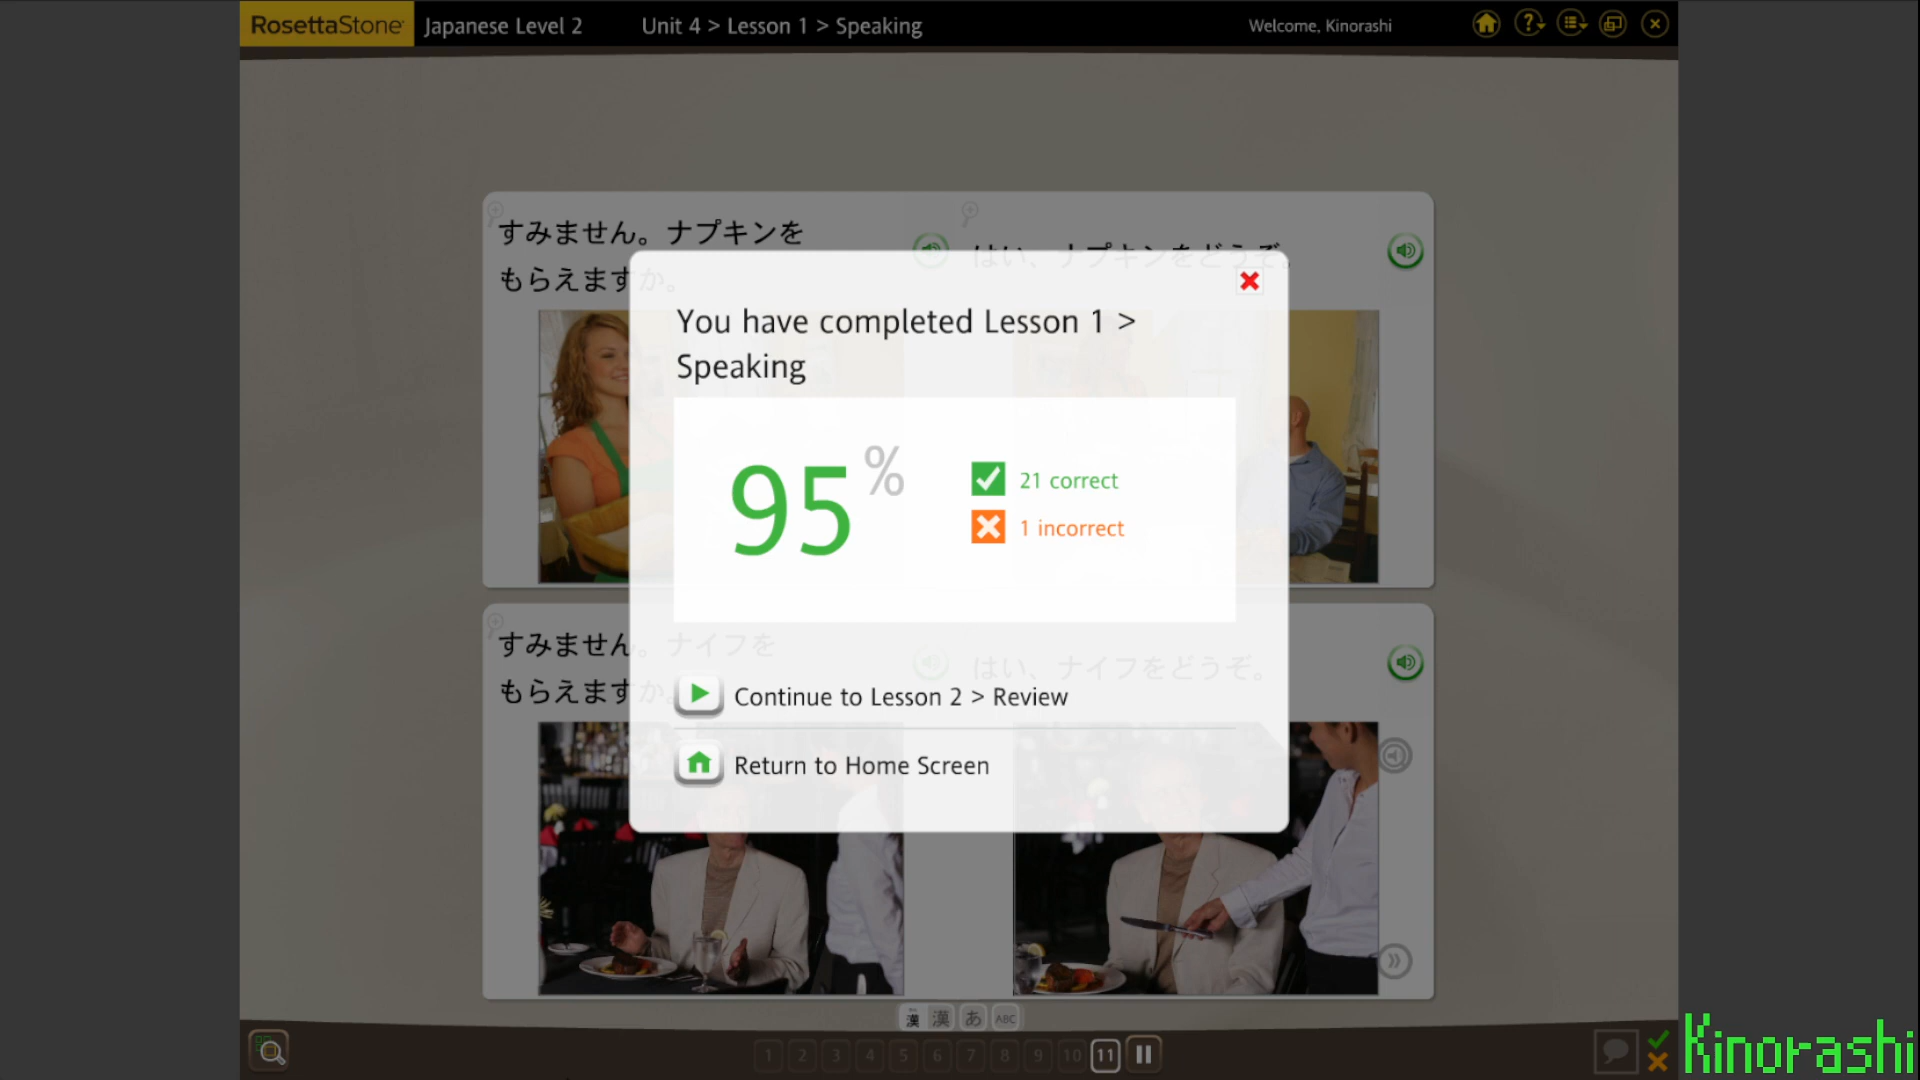 RosettaStone Japanese Level 2 Unit 4 > Lesson 1 > Speaking Welcome, Kinorashi
すみません。ナプキンを
もらえますか。
はい、ナプキンをどうぞ。
You have completed Lesson 1 >
Speaking
95%
21 correct
1 incorrect
すみません。ナイフを
もらえますか。
はい、ナイフをどうぞ。
Continue to Lesson 2 > Review
Return to Home Screen
漢 漢 あ ABC
1 2 3 4 5 6 7 8 9 10 11
Kinorashi